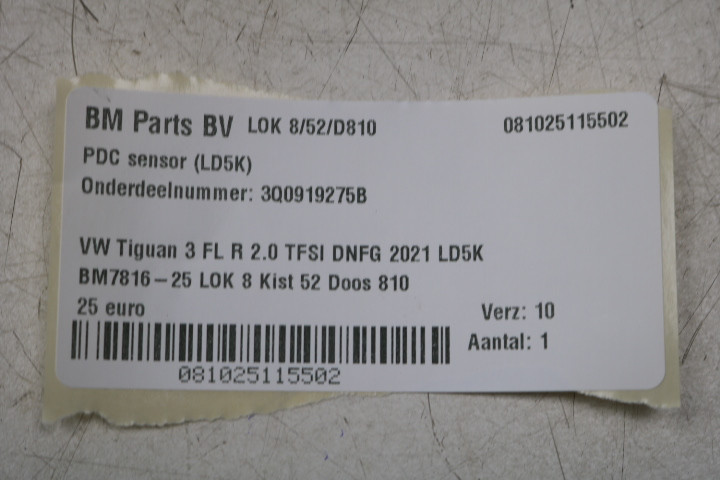 BM Parts BV LOK 8/52/D810 081025115502
PDC sensor (LD5K)
Onderdeelnummer: 3Q0919275B
VW Tiguan 3 FL R 2.0 TFSI DNFG 2021 LD5K
BM7816-25 LOK 8 Kist 52 Doos 810
25 euro Verz: 10
Aantal: 1
081025115502